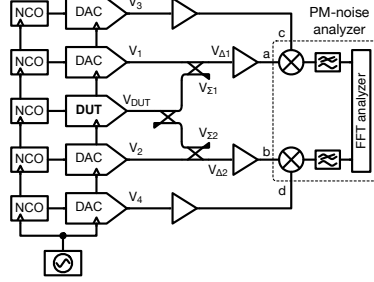 V3
PM-noise
analyzer
NCO
DAC
c
V1
VΔ1
a
NCO
DAC
VΣ1
VDUT
NCO
DUT
FFT analyzer
VΣ2
V2
b
NCO
DAC
VΔ2
d
V4
NCO
DAC